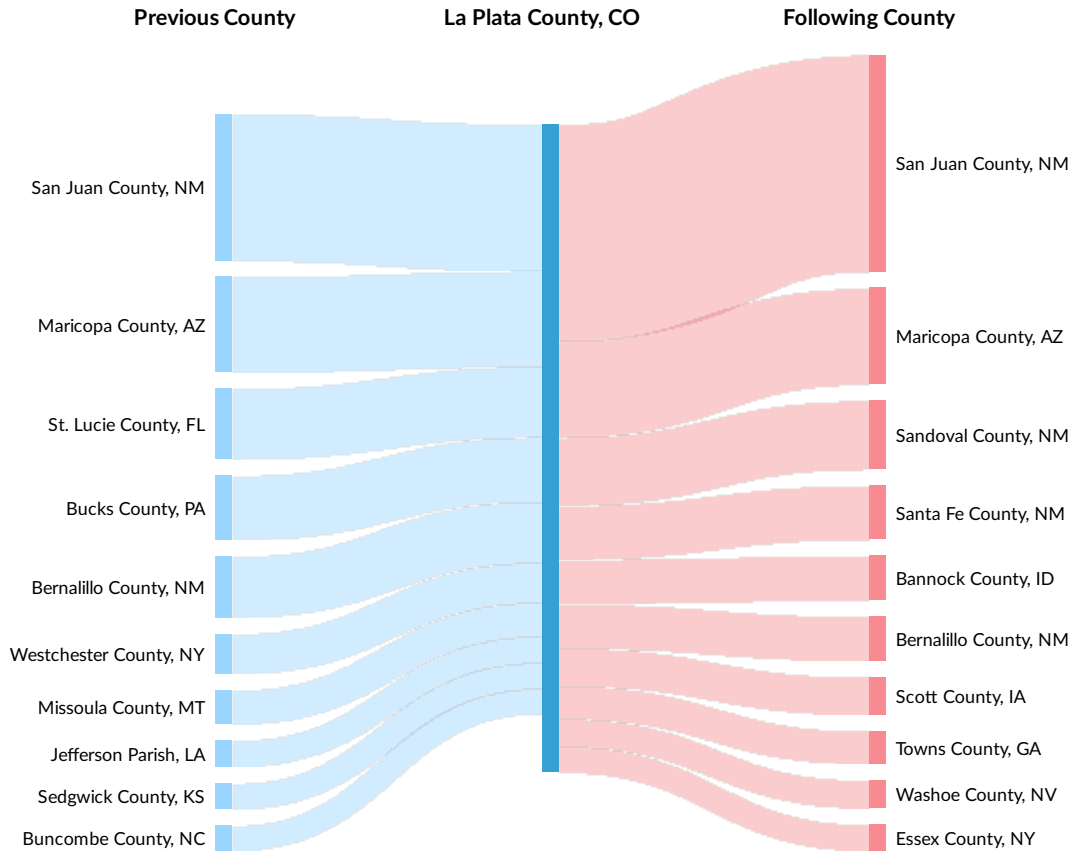 Previous County
La Plata County, CO
Following County
San Juan County, NM
Maricopa County, AZ
St. Lucie County, FL
Bucks County, PA
Bernalillo County, NM
Westchester County, NY
Missoula County, MT
Jefferson Parish, LA
Sedgwick County, KS
Buncombe County, NC
San Juan County, NM
Maricopa County, AZ
Sandoval County, NM
Santa Fe County, NM
Bannock County, ID
Bernalillo County, NM
Scott County, IA
Towns County, GA
Washoe County, NV
Essex County, NY